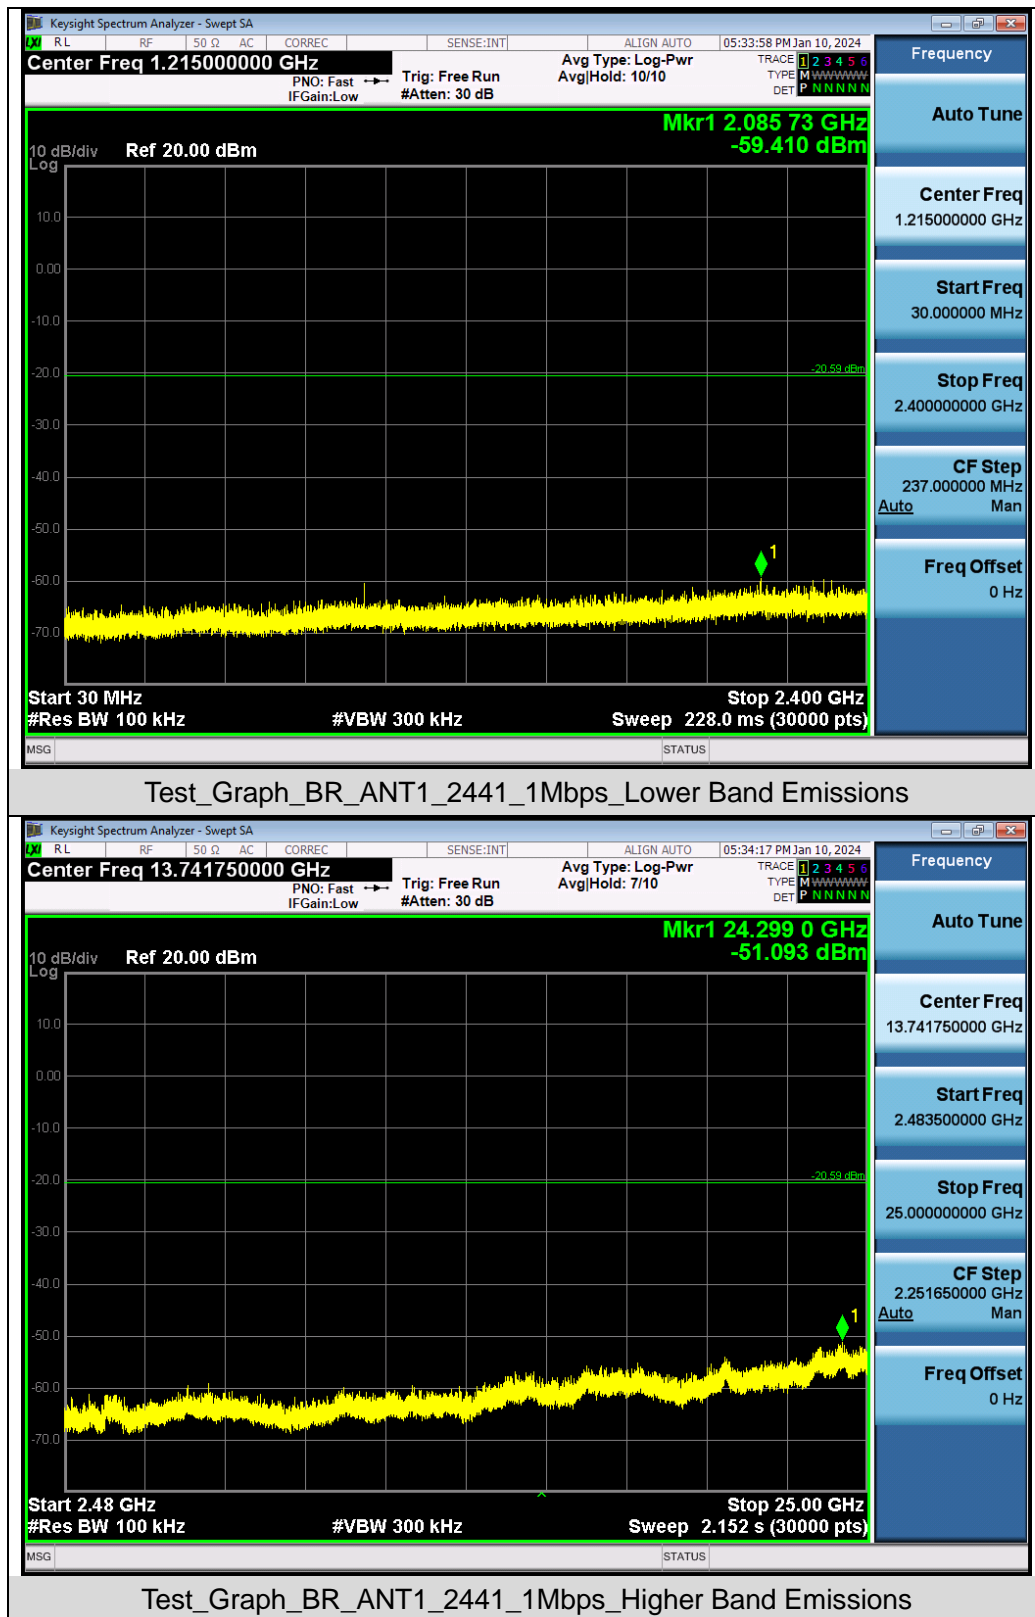 Keysight Spectrum Analyzer - Swept SA
LXI RL RF 50 Ω AC CORREC SENSE:INT ALIGN AUTO 05:33:58 PM Jan 10, 2024
Center Freq 1.215000000 GHz
PNO: Fast
IFGain:Low
Trig: Free Run
#Atten: 30 dB
Avg Type: Log-Pwr
Avg|Hold: 10/10
TRACE 1 2 3 4 5 6
TYPE M WWWWW
DET P N N N N N
Mkr1 2.085 73 GHz
-59.410 dBm
10 dB/div Ref 20.00 dBm
Log
10.0
0.00
-10.0
-20.0
-20.59 dBm
-30.0
-40.0
-50.0
1
-60.0
-70.0
Start 30 MHz Stop 2.400 GHz
#Res BW 100 kHz #VBW 300 kHz Sweep 228.0 ms (30000 pts)
MSG STATUS
Frequency
Auto Tune
Center Freq
1.215000000 GHz
Start Freq
30.000000 MHz
Stop Freq
2.400000000 GHz
CF Step
237.000000 MHz
Auto Man
Freq Offset
0 Hz
Test_Graph_BR_ANT1_2441_1Mbps_Lower Band Emissions
Keysight Spectrum Analyzer - Swept SA
LXI RL RF 50 Ω AC CORREC SENSE:INT ALIGN AUTO 05:34:17 PM Jan 10, 2024
Center Freq 13.741750000 GHz
PNO: Fast
IFGain:Low
Trig: Free Run
#Atten: 30 dB
Avg Type: Log-Pwr
Avg|Hold: 7/10
TRACE 1 2 3 4 5 6
TYPE M WWWWW
DET P N N N N N
Mkr1 24.299 0 GHz
-51.093 dBm
10 dB/div Ref 20.00 dBm
Log
10.0
0.00
-10.0
-20.0
-20.59 dBm
-30.0
-40.0
-50.0
1
-60.0
-70.0
Start 2.48 GHz Stop 25.00 GHz
#Res BW 100 kHz #VBW 300 kHz Sweep 2.152 s (30000 pts)
MSG STATUS
Frequency
Auto Tune
Center Freq
13.741750000 GHz
Start Freq
2.483500000 GHz
Stop Freq
25.000000000 GHz
CF Step
2.251650000 GHz
Auto Man
Freq Offset
0 Hz
Test_Graph_BR_ANT1_2441_1Mbps_Higher Band Emissions